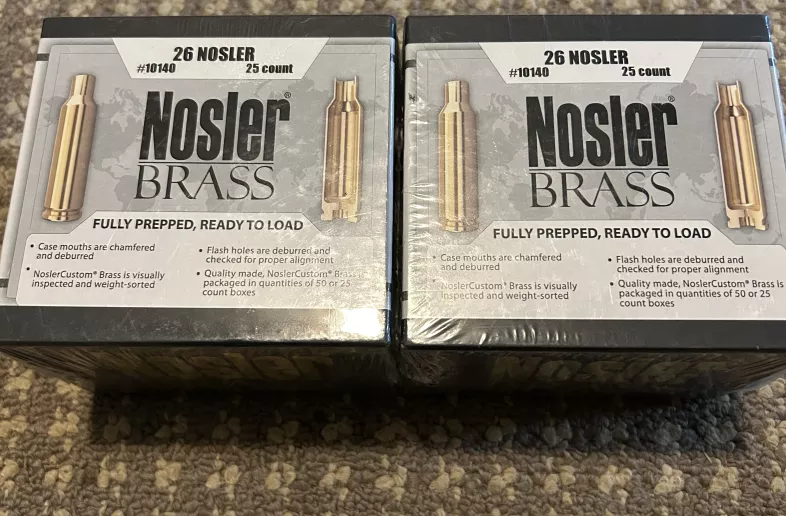 26 NOSLER
#10140 25 count
Nosler®
BRASS
FULLY PREPPED, READY TO LOAD
• Case mouths are chamfered
and deburred
• NoslerCustom® Brass is visually
inspected and weight-sorted
• Flash holes are deburred and
checked for proper alignment
• Quality made, NoslerCustom® Brass is
packaged in quantities of 50 or 25
count boxes
Nosler
26 NOSLER
#10140 25 count
Nosler®
BRASS
FULLY PREPPED, READY TO LOAD
• Case mouths are chamfered
and deburred
• NoslerCustom® Brass is visually
inspected and weight-sorted
• Flash holes are deburred and
checked for proper alignment
• Quality made, NoslerCustom® Brass is
packaged in quantities of 50 or 25
count boxes
Nosler